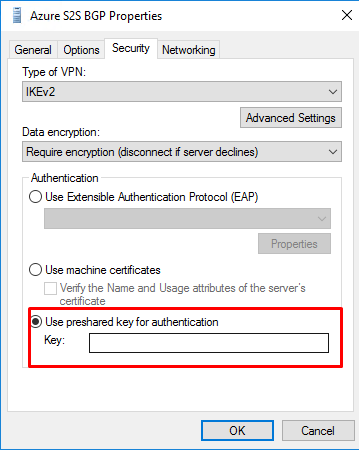 Azure S2S BGP Properties
General
Options
Security
Networking
Type of VPN:
IKEv2
Advanced Settings
Data encryption:
Require encryption (disconnect if server declines)
Authentication
Use Extensible Authentication Protocol (EAP)
Properties
Use machine certificates
Verify the Name and Usage attributes of the server's
certificate
Use preshared key for authentication
Key:
OK
Cancel